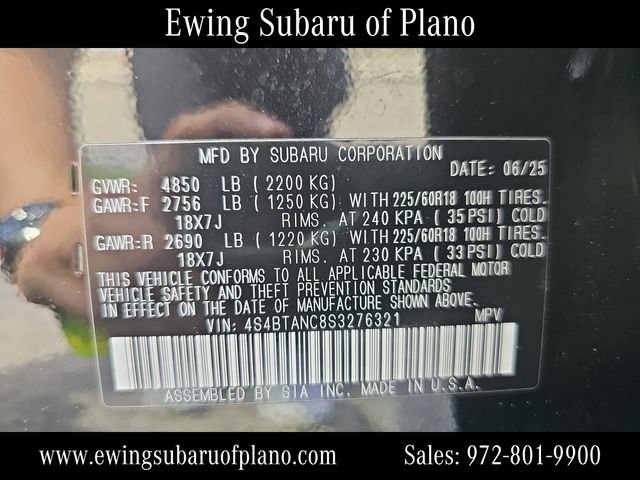 Ewing Subaru of Plano
MFD BY SUBARU CORPORATION DATE: 06/25
GVWR: 4850 LB (2200 KG)
GAWR:F 2756 LB (1250 KG) WITH 225/60R18 100H TIRES.
18X7J RIMS. AT 240 KPA (35 PSI) COLD
GAWR:R 2690 LB (1220 KG) WITH 225/60R18 100H TIRES.
18X7J RIMS. AT 230 KPA (33 PSI) COLD
THIS VEHICLE CONFORMS TO ALL APPLICABLE FEDERAL MOTOR
VEHICLE SAFETY AND THEFT PREVENTION STANDARDS
IN EFFECT ON THE DATE OF MANUFACTURE SHOWN ABOVE.
VIN: 4S4BTANC8S3276321 MPV
ASSEMBLED BY SIA INC. MADE IN U.S.A.
www.ewingsubaruofplano.com Sales: 972-801-9900